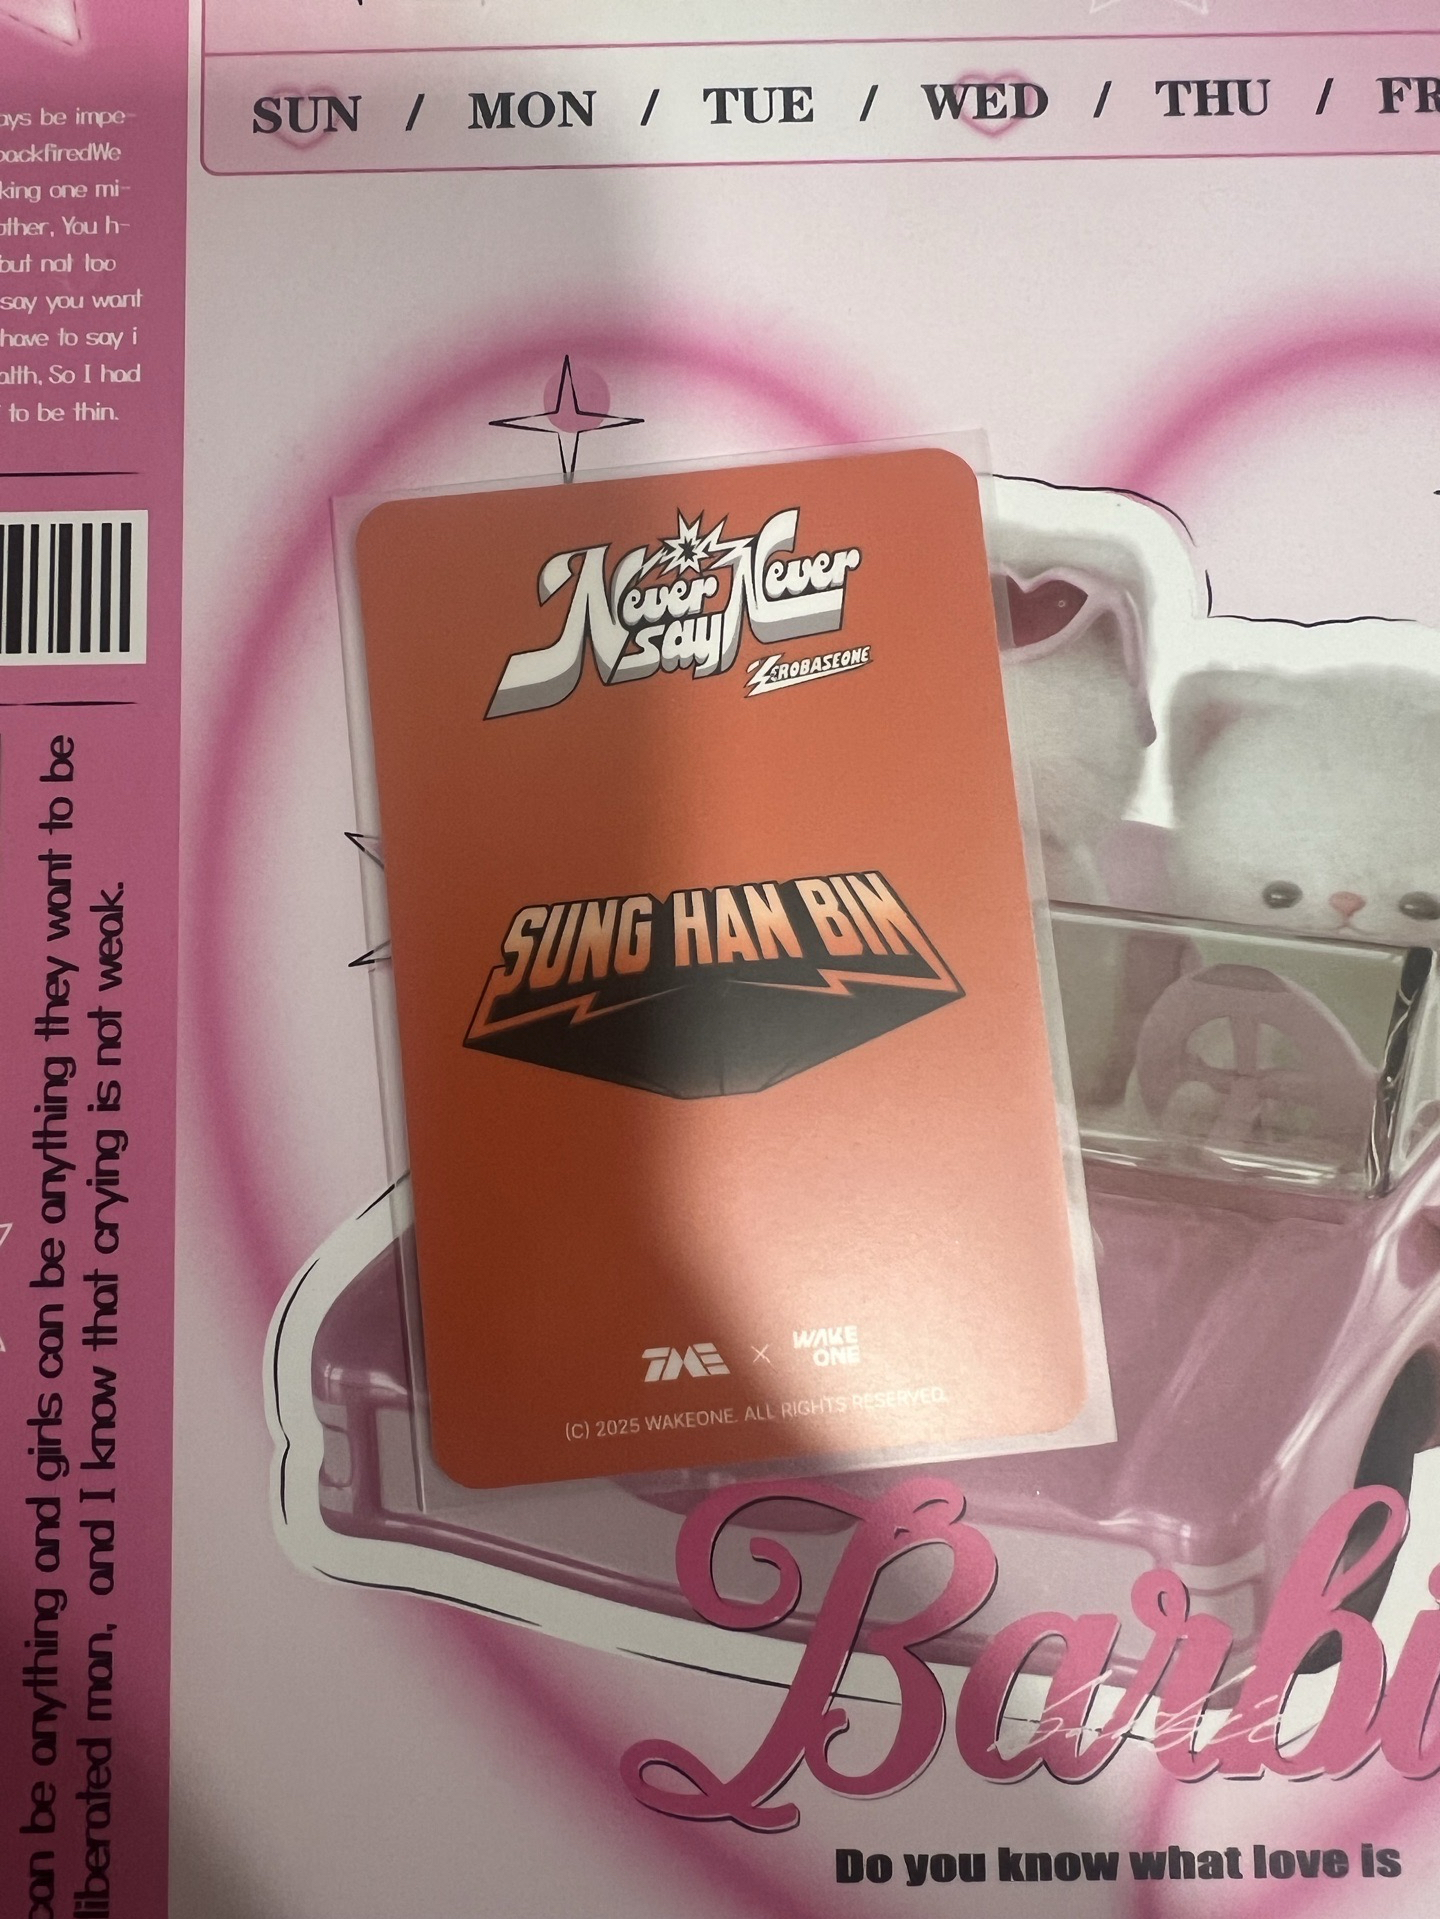 SUN / MON / TUE / WED / THU / FR
ays be impe-
backfiredWe
king one mi-
other, You h-
but not too
say you want
have to say i
alth, So I had
to be thin.
can be anything and girls can be anything they want to be
liberated man, and I know that crying is not weak.
Never Never
say
ZEROBASEONE
SUNG HAN BIN
TME X WAKE
ONE
(C) 2025 WAKEONE. ALL RIGHTS RESERVED.
Barbi
barbie
Do you know what love is